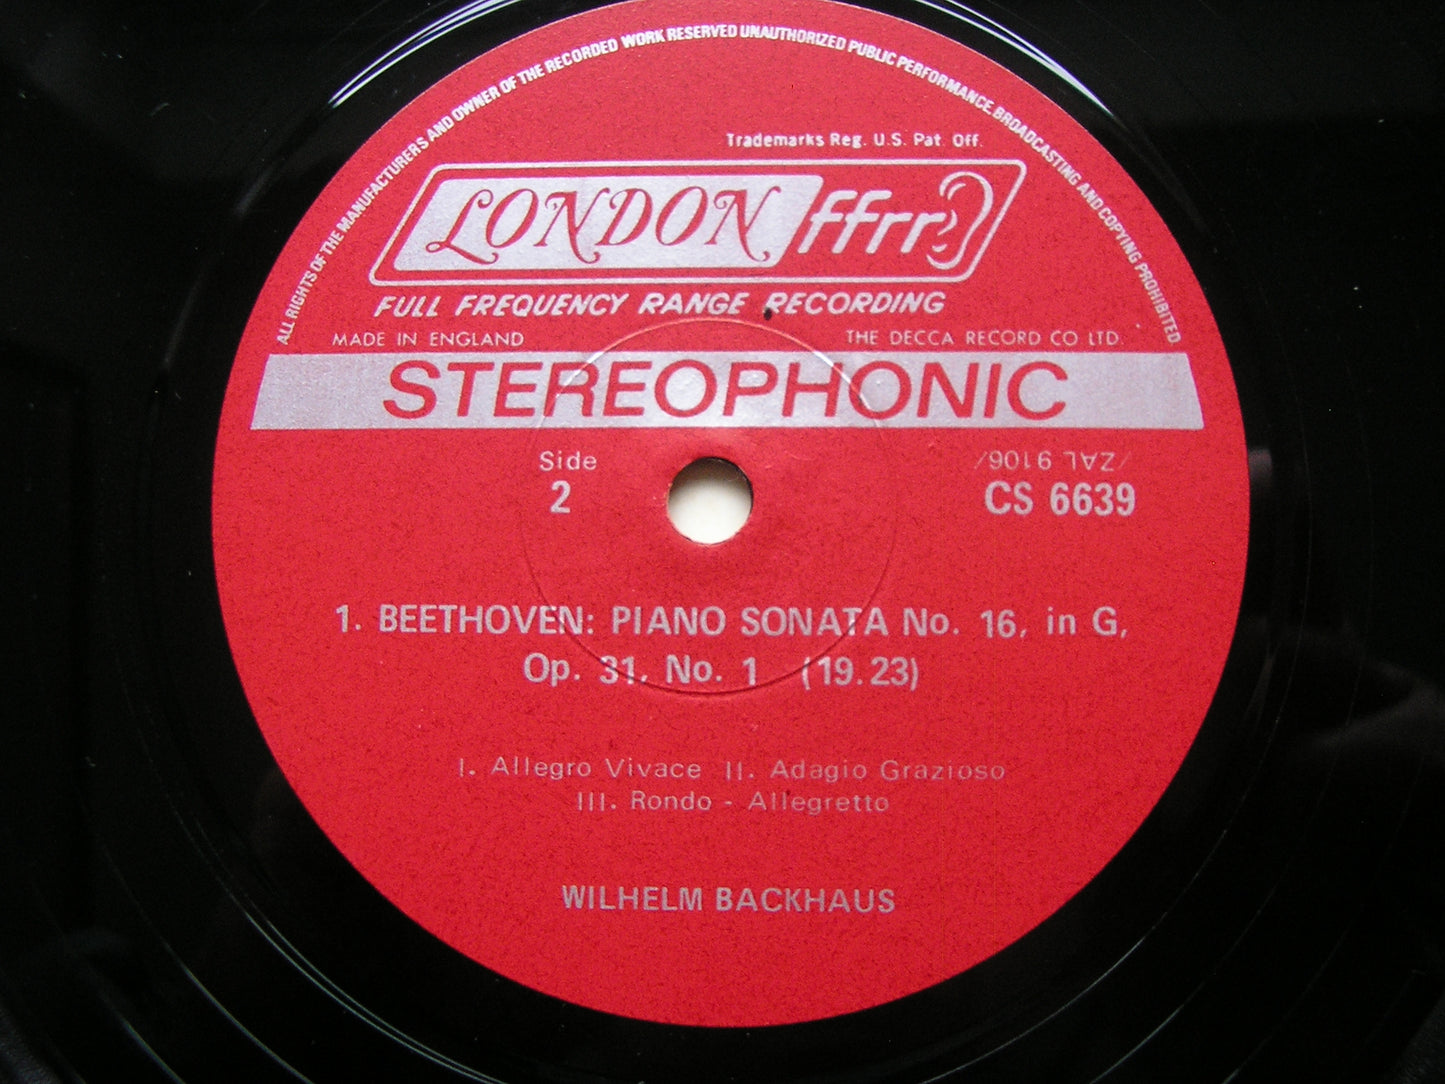 ALL RIGHTS OF THE MANUFACTURERS AND OWNER OF THE RECORDED WORK RESERVED UNAUTHORIZED PUBLIC PERFORMANCE, BROADCASTING AND COPYING PROHIBITED
Trademarks Reg. U.S. Pat. Off.
LONDON ffrr
FULL FREQUENCY RANGE RECORDING
MADE IN ENGLAND THE DECCA RECORD CO LTD.
STEREOPHONIC
Side /ZAL 9106/
2 CS 6639
1. BEETHOVEN: PIANO SONATA No. 16, in G,
Op. 31, No. 1 (19.23)
I. Allegro Vivace II. Adagio Grazioso
III. Rondo - Allegretto
WILHELM BACKHAUS